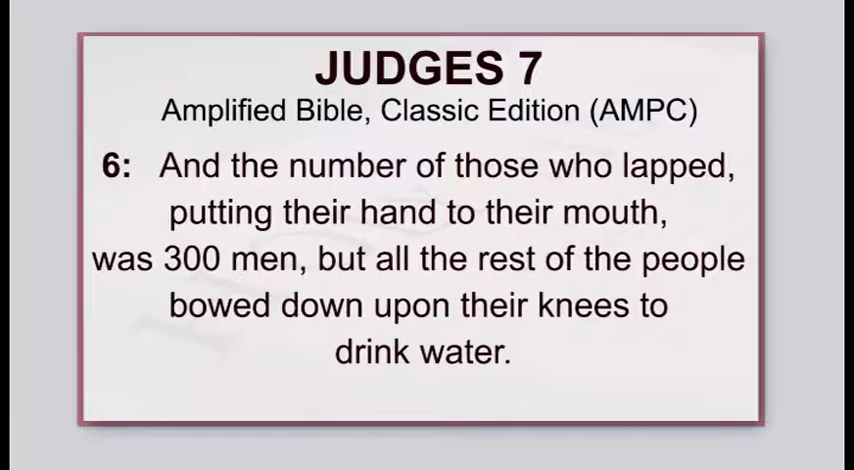 JUDGES 7
Amplified Bible, Classic Edition (AMPC)
6: And the number of those who lapped,
putting their hand to their mouth,
was 300 men, but all the rest of the people
bowed down upon their knees to
drink water.